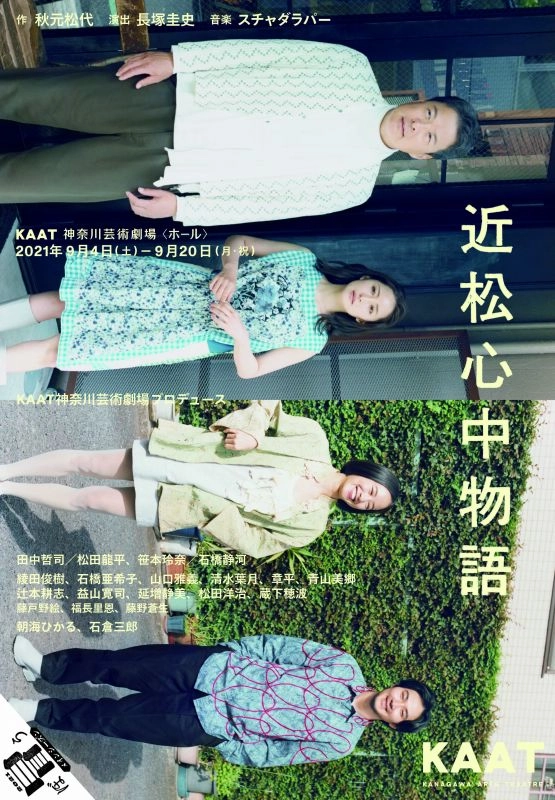 作 秋元松代 演出 長塚圭史 音楽 スチャダラパー
近松心中物語
KAAT 神奈川芸術劇場〈ホール〉
2021年9月4日(土)−9月20日(月・祝)
KAAT神奈川芸術劇場プロデュース
田中哲司／松田龍平、笹本玲奈／石橋静河
綾田俊樹、石橋亜希子、山口雅義、清水葉月、章平、青山美郷
辻本耕志、益山寛司、延増静美、松田洋治、蔵下穂波
藤戸野絵、福長里恩、藤野蒼生
朝海ひかる、石倉三郎
KAAT
KANAGAWA ARTS THEATRE